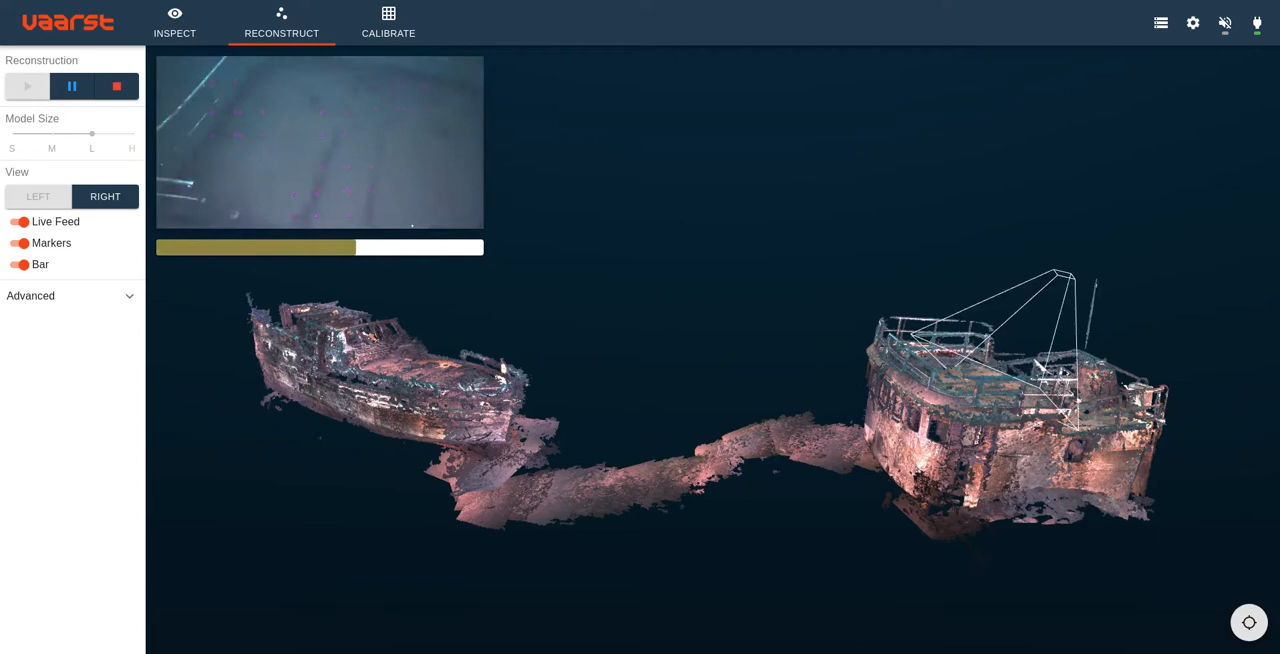 vaarst
INSPECT
RECONSTRUCT
CALIBRATE
Reconstruction
Model Size
S M L H
View
LEFT
RIGHT
Live Feed
Markers
Bar
Advanced